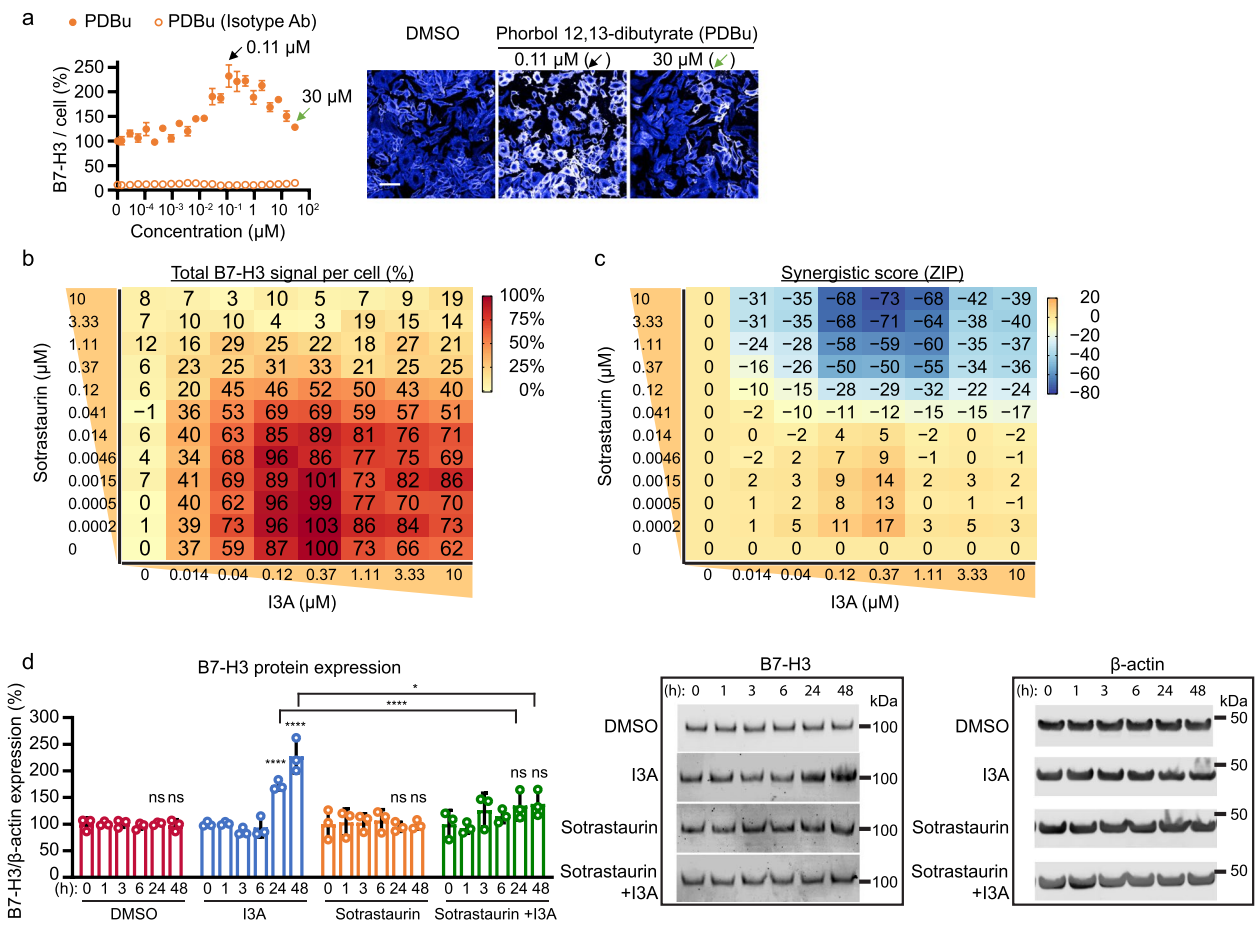 a
PDBu
PDBu (Isotype Ab)
0.11 µM
30 µM
B7-H3 / cell (%)
250
200
150
100
50
0
0 10⁻⁴ 10⁻³ 10⁻² 10⁻¹ 1 10 10²
Concentration (µM)
DMSO
Phorbol 12,13-dibutyrate (PDBu)
0.11 µM ( )
30 µM ( )
b
Total B7-H3 signal per cell (%)
Sotrastaurin (µM)
10 8 7 3 10 5 7 9 19
3.33 7 10 10 4 3 19 15 14
1.11 12 16 29 25 22 18 27 21
0.37 6 23 25 31 33 21 25 25
0.12 6 20 45 46 52 50 43 40
0.041 −1 36 53 69 69 59 57 51
0.014 6 40 63 85 89 81 76 71
0.0046 4 34 68 96 86 77 75 69
0.0015 7 41 69 89 101 73 82 86
0.0005 0 40 62 96 99 77 70 70
0.0002 1 39 73 96 103 86 84 73
0 0 37 59 87 100 73 66 62
0 0.014 0.04 0.12 0.37 1.11 3.33 10
I3A (µM)
100%
75%
50%
25%
0%
c
Synergistic score (ZIP)
Sotrastaurin (µM)
10 0 −31 −35 −68 −73 −68 −42 −39
3.33 0 −31 −35 −68 −71 −64 −38 −40
1.11 0 −24 −28 −58 −59 −60 −35 −37
0.37 0 −16 −26 −50 −50 −55 −34 −36
0.12 0 −10 −15 −28 −29 −32 −22 −24
0.041 0 −2 −10 −11 −12 −15 −15 −17
0.014 0 0 −2 4 5 −2 0 −2
0.0046 0 −2 2 7 9 −1 0 −1
0.0015 0 2 3 9 14 2 3 2
0.0005 0 1 2 8 13 0 1 −1
0.0002 0 1 5 11 17 3 5 3
0 0 0 0 0 0 0 0 0
0 0.014 0.04 0.12 0.37 1.11 3.33 10
I3A (µM)
20
0
−20
−40
−60
−80
d
B7-H3 protein expression
B7-H3/β-actin expression (%)
300
250
200
150
100
50
0
*
****
ns ns
**** ****
ns ns
ns ns
(h): 0 1 3 6 24 48 0 1 3 6 24 48 0 1 3 6 24 48 0 1 3 6 24 48
DMSO I3A Sotrastaurin Sotrastaurin +I3A
B7-H3
(h): 0 1 3 6 24 48
kDa
DMSO 100
I3A 100
Sotrastaurin 100
Sotrastaurin
+I3A 100
β-actin
(h): 0 1 3 6 24 48
kDa
DMSO 50
I3A 50
Sotrastaurin 50
Sotrastaurin
+I3A 50